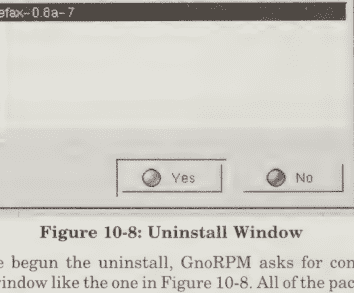 efax-0.8a-7
Yes No
Figure 10-8: Uninstall Window
e begun the uninstall, GnoRPM asks for con
window like the one in Figure 10-8. All of the pac